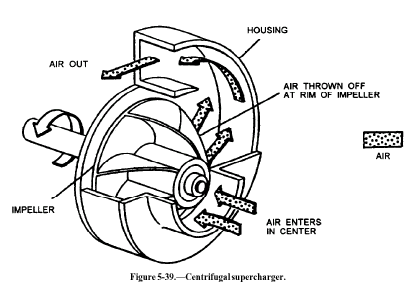 HOUSING
AIR OUT
AIR THROWN OFF
AT RIM OF IMPELLER
AIR
IMPELLER
AIR ENTERS
IN CENTER
Figure 5-39.—Centrifugal supercharger.